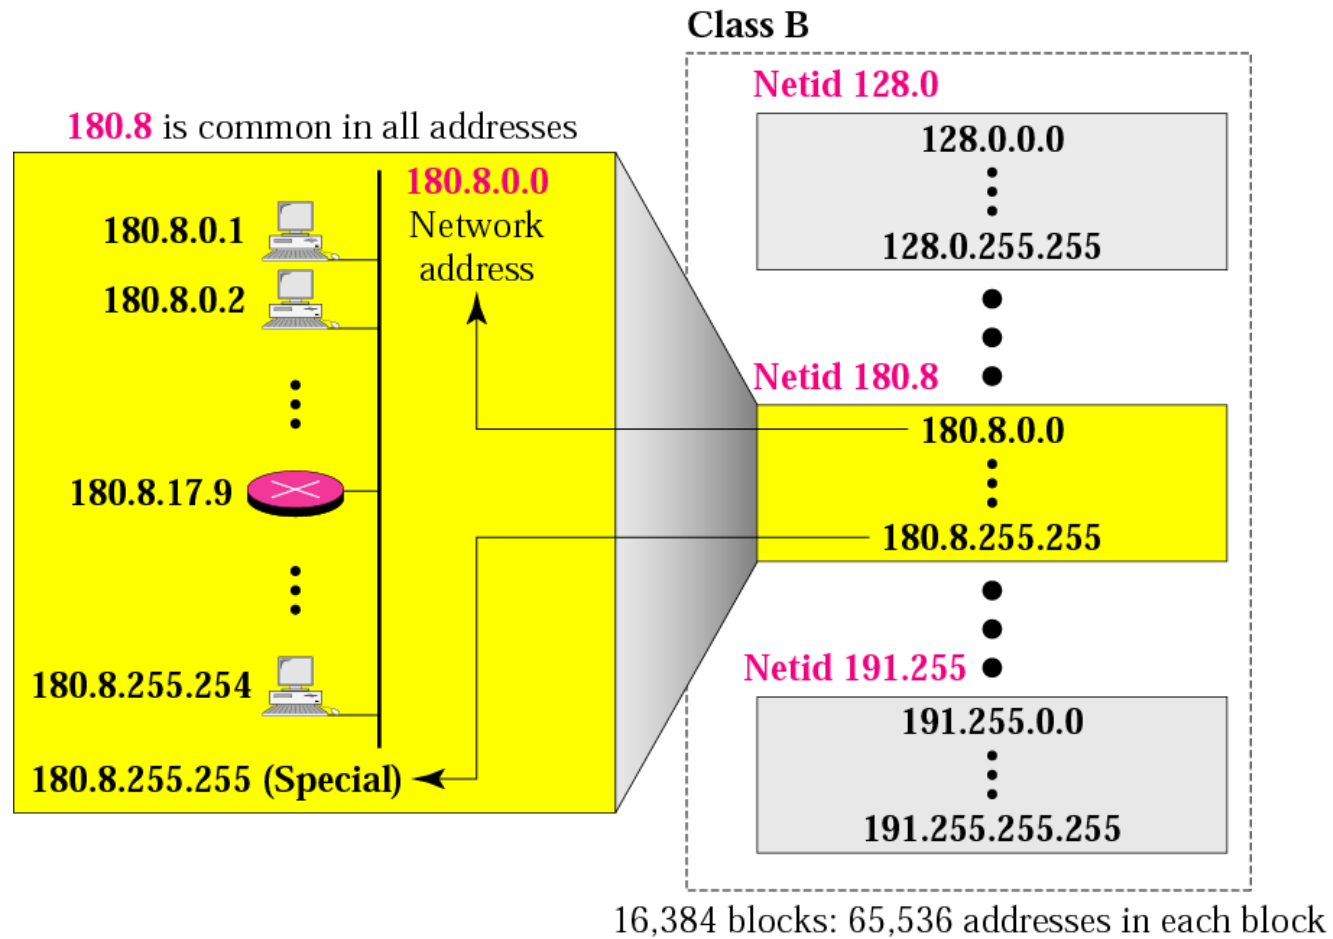 Class B
Netid 128.0
128.0.0.0
128.0.255.255
180.8 is common in all addresses
180.8.0.0
Network
address
180.8.0.1
180.8.0.2
180.8.17.9
180.8.255.254
180.8.255.255 (Special)
Netid 180.8
180.8.0.0
180.8.255.255
Netid 191.255
191.255.0.0
191.255.255.255
16,384 blocks: 65,536 addresses in each block